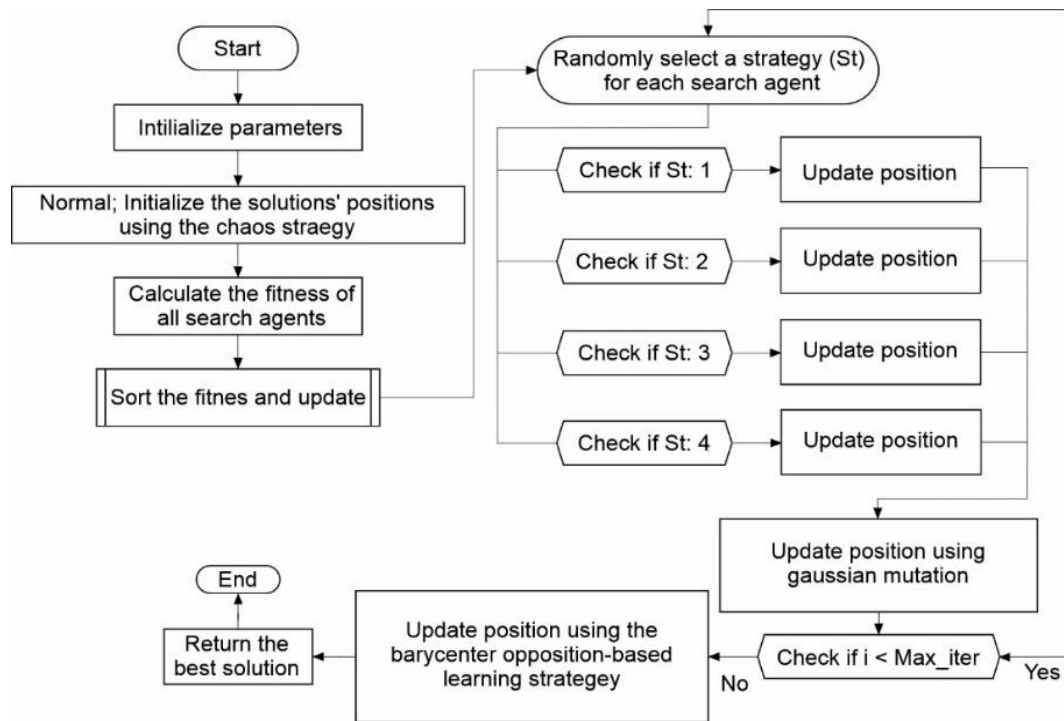 Start
Intilialize parameters
Normal; Initialize the solutions' positions
using the chaos straegy
Calculate the fitness of
all search agents
Sort the fitnes and update
Randomly select a strategy (St)
for each search agent
Check if St: 1
Update position
Check if St: 2
Update position
Check if St: 3
Update position
Check if St: 4
Update position
Update position using
gaussian mutation
Check if i < Max_iter
Yes
No
Update position using the
barycenter opposition-based
learning strategey
Return the
best solution
End